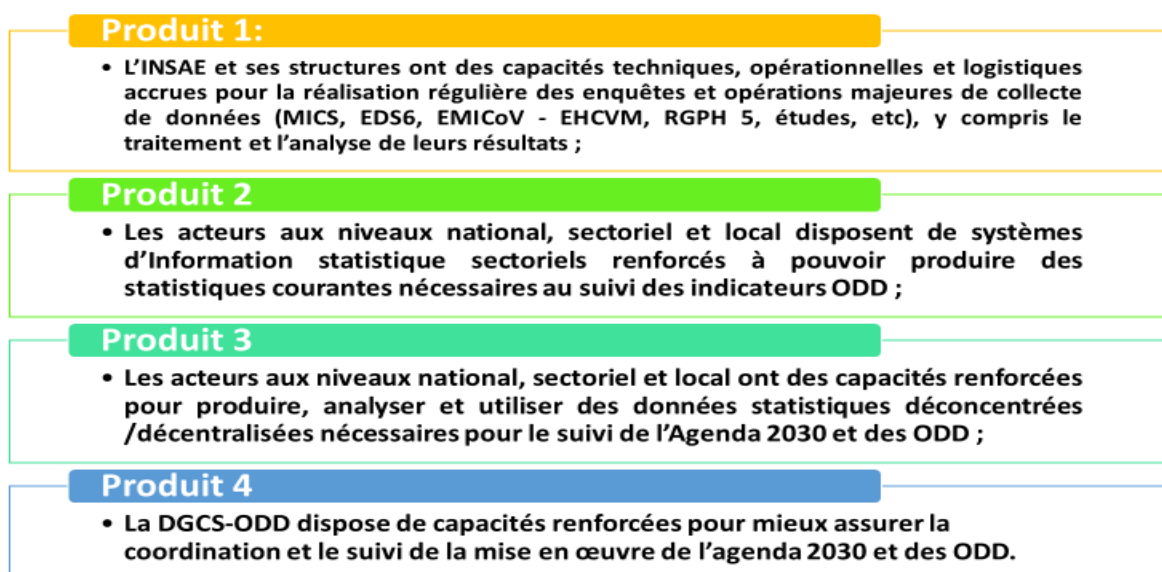 Produit 1:
• L'INSAE et ses structures ont des capacités techniques, opérationnelles et logistiques
accrues pour la réalisation régulière des enquêtes et opérations majeures de collecte
de données (MICS, EDS6, EMICoV - EHCVM, RGPH 5, études, etc), y compris le
traitement et l'analyse de leurs résultats ;
Produit 2
• Les acteurs aux niveaux national, sectoriel et local disposent de systèmes
d'Information statistique sectoriels renforcés à pouvoir produire des
statistiques courantes nécessaires au suivi des indicateurs ODD ;
Produit 3
• Les acteurs aux niveaux national, sectoriel et local ont des capacités renforcées
pour produire, analyser et utiliser des données statistiques déconcentrées
/décentralisées nécessaires pour le suivi de l'Agenda 2030 et des ODD ;
Produit 4
• La DGCS-ODD dispose de capacités renforcées pour mieux assurer la
coordination et le suivi de la mise en œuvre de l'agenda 2030 et des ODD.